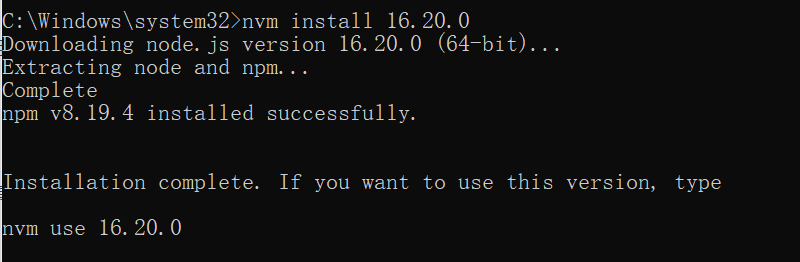 C:\Windows\system32>nvm install 16.20.0
Downloading node.js version 16.20.0 (64-bit)...
Extracting node and npm...
Complete
npm v8.19.4 installed successfully.
Installation complete. If you want to use this version, type
nvm use 16.20.0